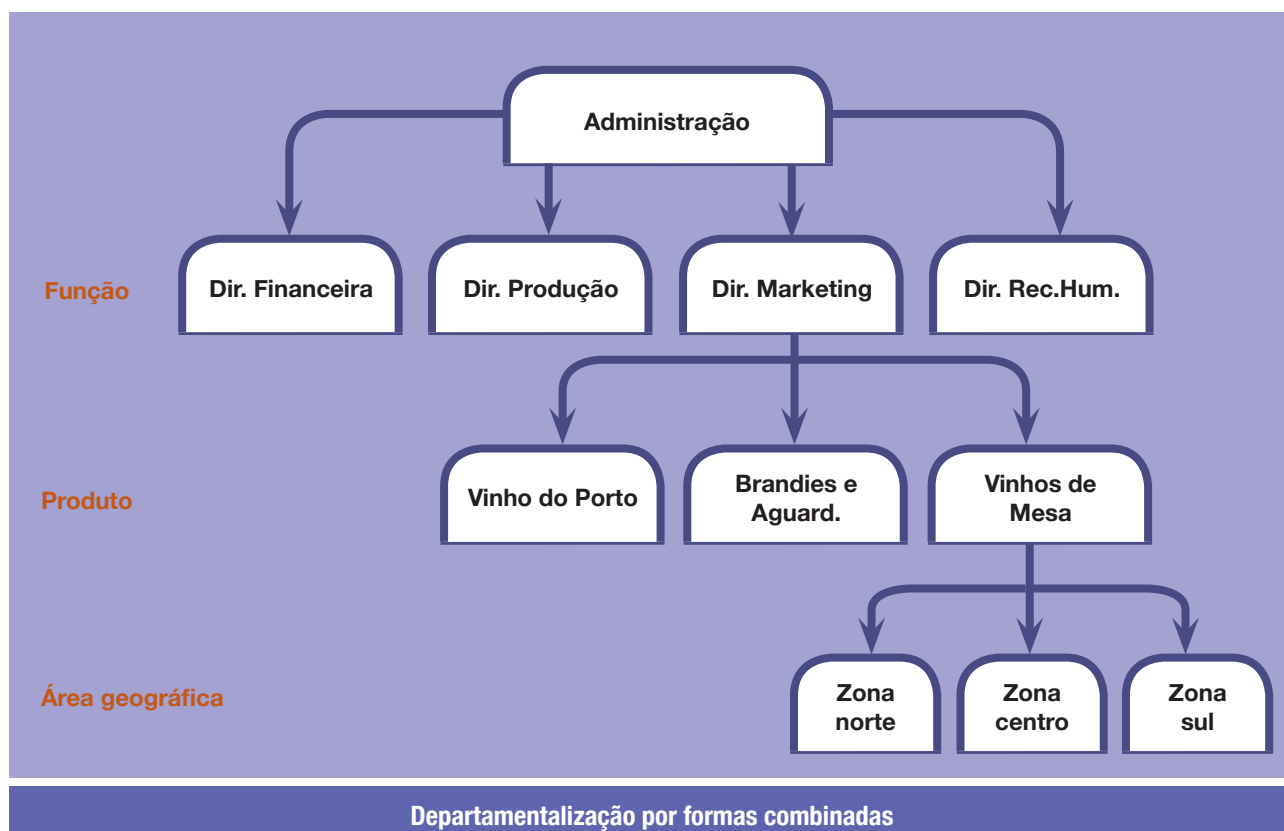 Administração
Função
Dir. Financeira
Dir. Produção
Dir. Marketing
Dir. Rec.Hum.
Produto
Vinho do Porto
Brandies e
Aguard.
Vinhos de
Mesa
Área geográfica
Zona
norte
Zona
centro
Zona
sul
Departamentalização por formas combinadas